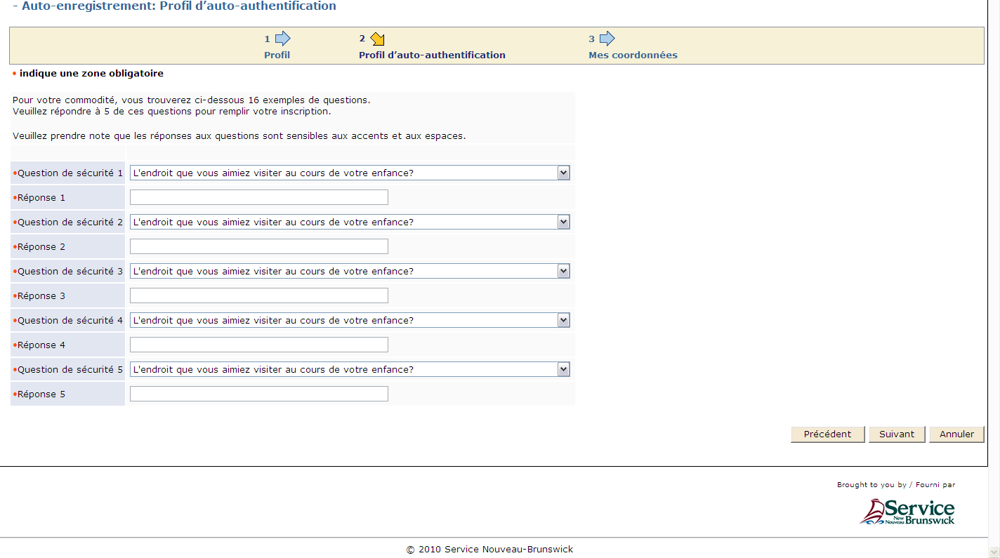 - Auto-enregistrement: Profil d’auto-authentification
1
2
3
Profil
Profil d’auto-authentification
Mes coordonnées
• indique une zone obligatoire
Pour votre commodité, vous trouverez ci-dessous 16 exemples de questions.
Veuillez répondre à 5 de ces questions pour remplir votre inscription.
Veuillez prendre note que les réponses aux questions sont sensibles aux accents et aux espaces.
•Question de sécurité 1 L'endroit que vous aimiez visiter au cours de votre enfance?
•Réponse 1
•Question de sécurité 2 L'endroit que vous aimiez visiter au cours de votre enfance?
•Réponse 2
•Question de sécurité 3 L'endroit que vous aimiez visiter au cours de votre enfance?
•Réponse 3
•Question de sécurité 4 L'endroit que vous aimiez visiter au cours de votre enfance?
•Réponse 4
•Question de sécurité 5 L'endroit que vous aimiez visiter au cours de votre enfance?
•Réponse 5
Précédent Suivant Annuler
Brought to you by / Fourni par
Service
New Nouveau Brunswick
© 2010 Service Nouveau-Brunswick